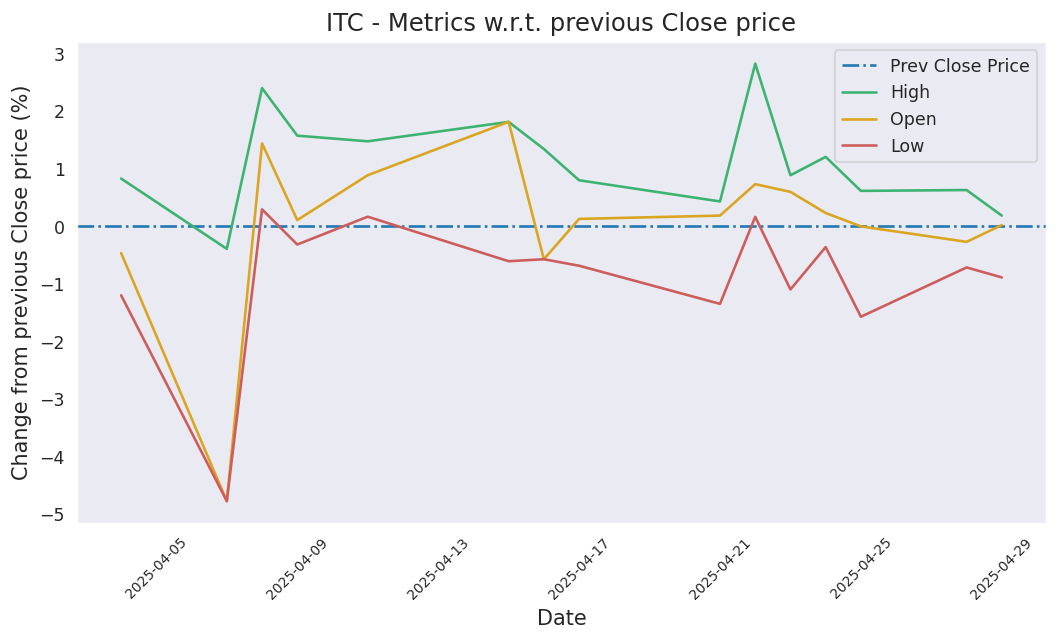 ITC - Metrics w.r.t. previous Close price
Change from previous Close price (%)
3
2
1
0
−1
−2
−3
−4
−5
Prev Close Price
High
Open
Low
2025-04-05
2025-04-09
2025-04-13
2025-04-17
2025-04-21
2025-04-25
2025-04-29
Date